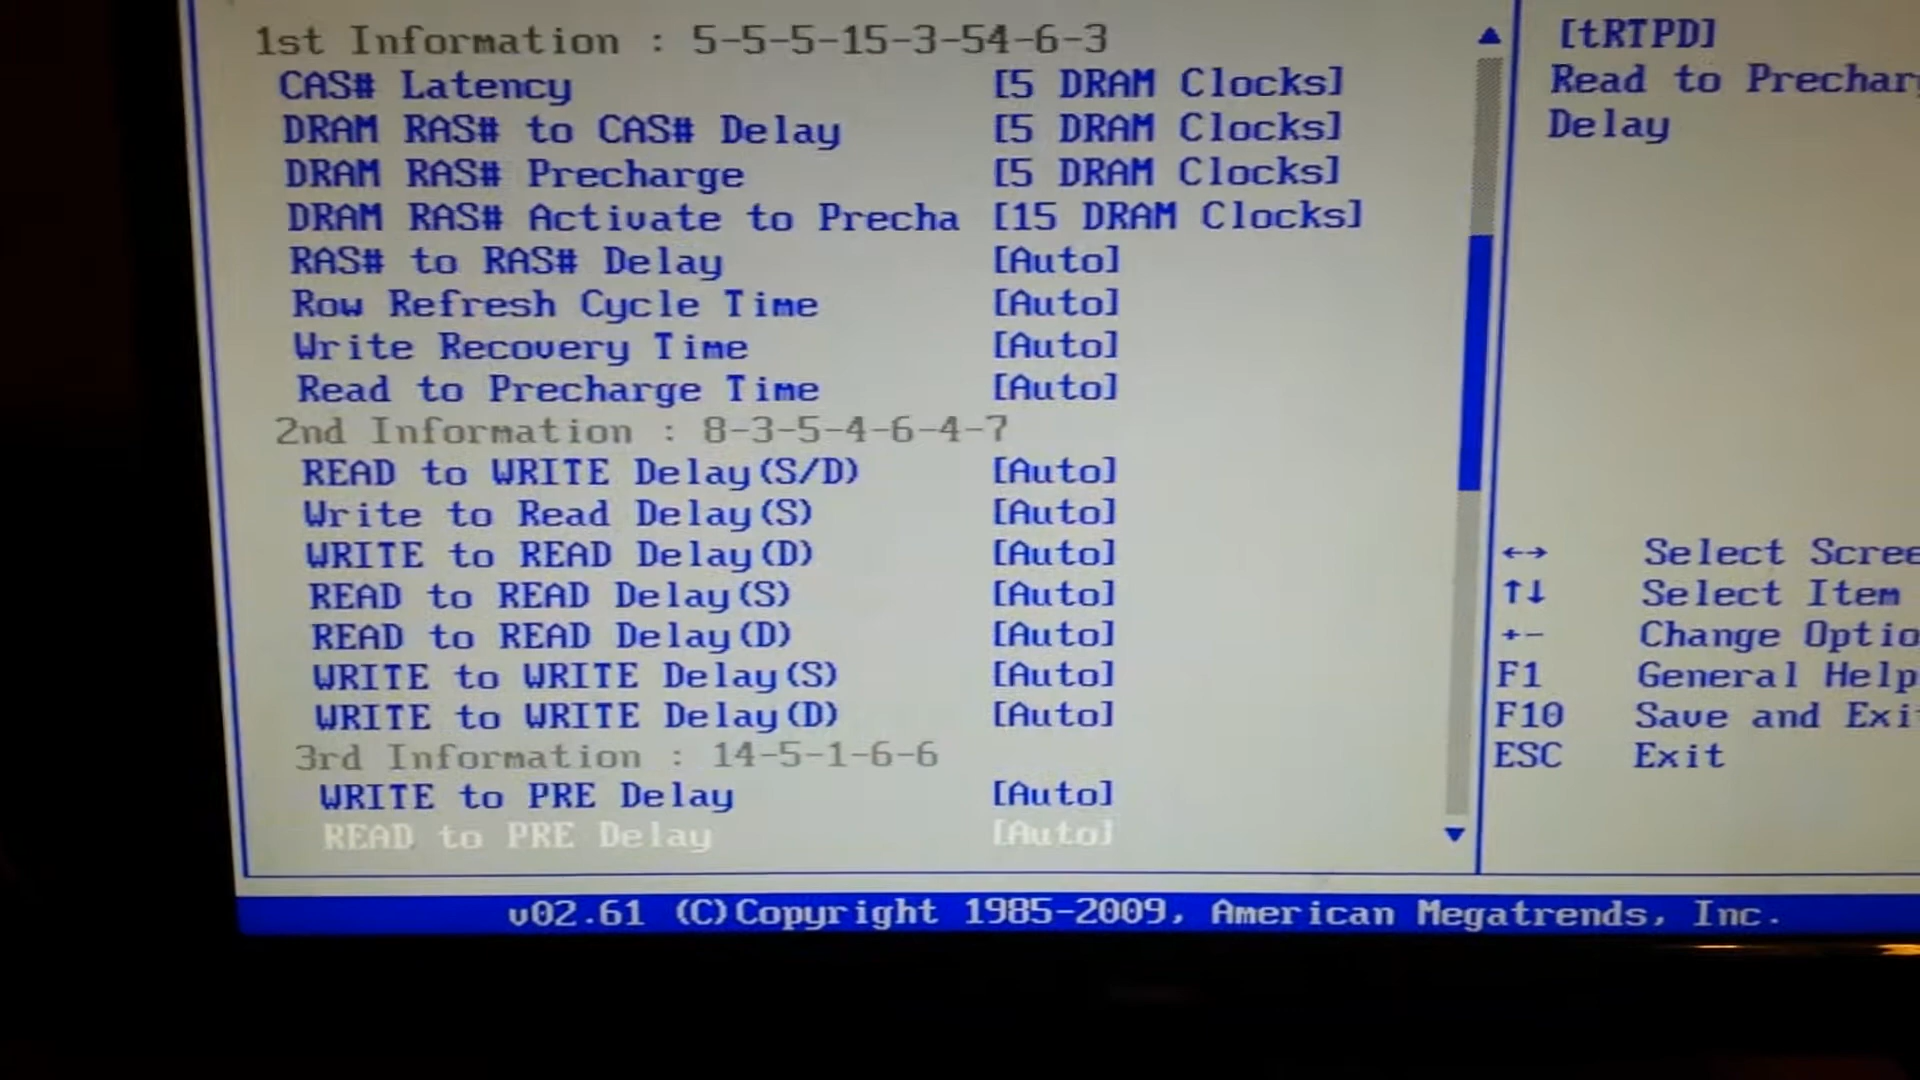 1st Information : 5-5-5-15-3-54-6-3
CAS# Latency [5 DRAM Clocks]
DRAM RAS# to CAS# Delay [5 DRAM Clocks]
DRAM RAS# Precharge [5 DRAM Clocks]
DRAM RAS# Activate to Precha [15 DRAM Clocks]
RAS# to RAS# Delay [Auto]
Row Refresh Cycle Time [Auto]
Write Recovery Time [Auto]
Read to Precharge Time [Auto]
2nd Information : 8-3-5-4-6-4-7
READ to WRITE Delay(S/D) [Auto]
Write to Read Delay(S) [Auto]
WRITE to READ Delay(D) [Auto]
READ to READ Delay(S) [Auto]
READ to READ Delay(D) [Auto]
WRITE to WRITE Delay(S) [Auto]
WRITE to WRITE Delay(D) [Auto]
3rd Information : 14-5-1-6-6
WRITE to PRE Delay [Auto]
READ to PRE Delay [Auto]
[tRTPD]
Read to Prechar
Delay
↔ Select Scree
↑↓ Select Item
+- Change Optio
F1 General Help
F10 Save and Exi
ESC Exit
v02.61 (C)Copyright 1985-2009, American Megatrends, Inc.